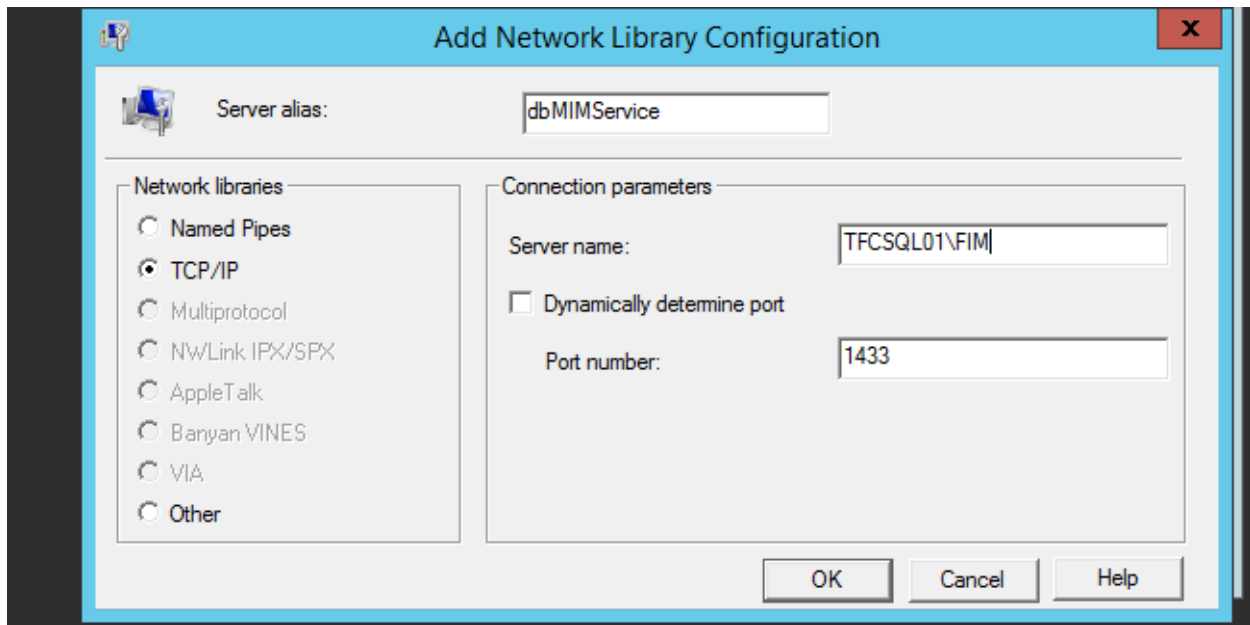 Add Network Library Configuration
x
Server alias:
dbMIMService
Network libraries
Named Pipes
TCP/IP
Multiprotocol
NWLink IPX/SPX
AppleTalk
Banyan VINES
VIA
Other
Connection parameters
Server name:
TFCSQL01\FIM
Dynamically determine port
Port number:
1433
OK
Cancel
Help